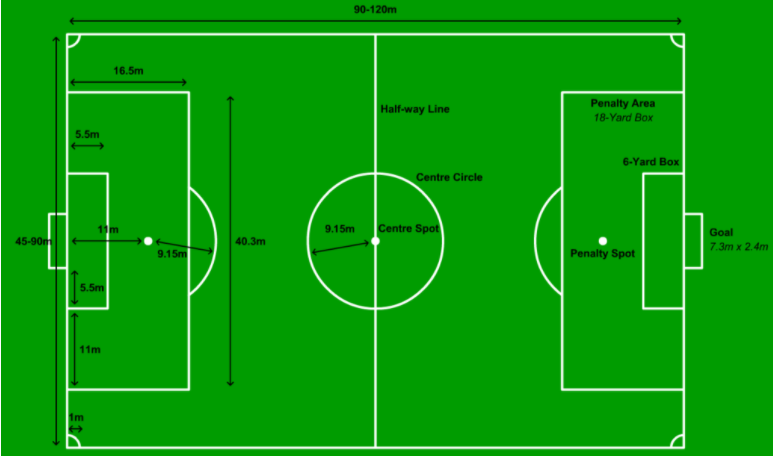 90-120m
16.5m
Half-way Line
Penalty Area
18-Yard Box
5.5m
6-Yard Box
Centre Circle
11m
9.15m
Centre Spot
Goal
45-90m
40.3m
7.3m x 2.4m
9.15m
Penalty Spot
5.5m
11m
1m